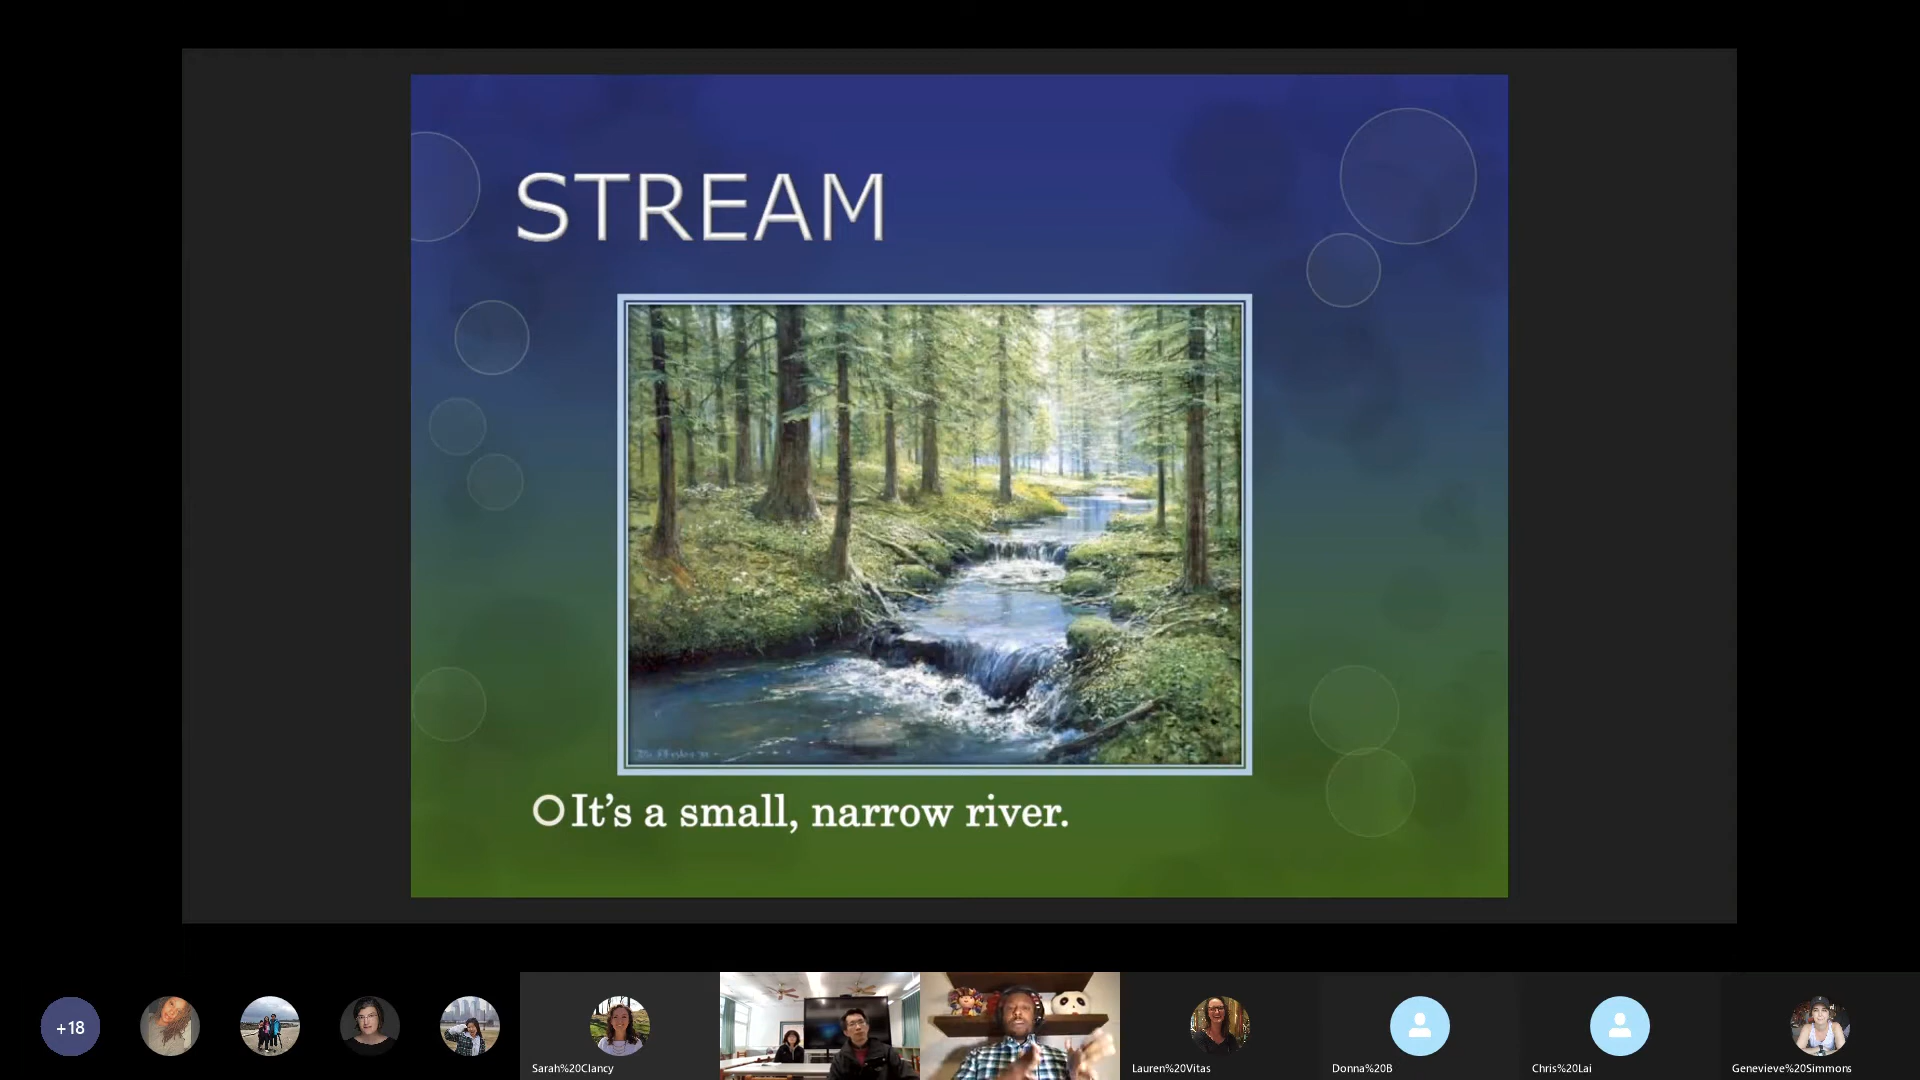 STREAM
It's a small, narrow river.
+18
Sarah%20Clancy
Lauren%20Vitas
Donna%20B
Chris%20Lai
Genevieve%20Simmons